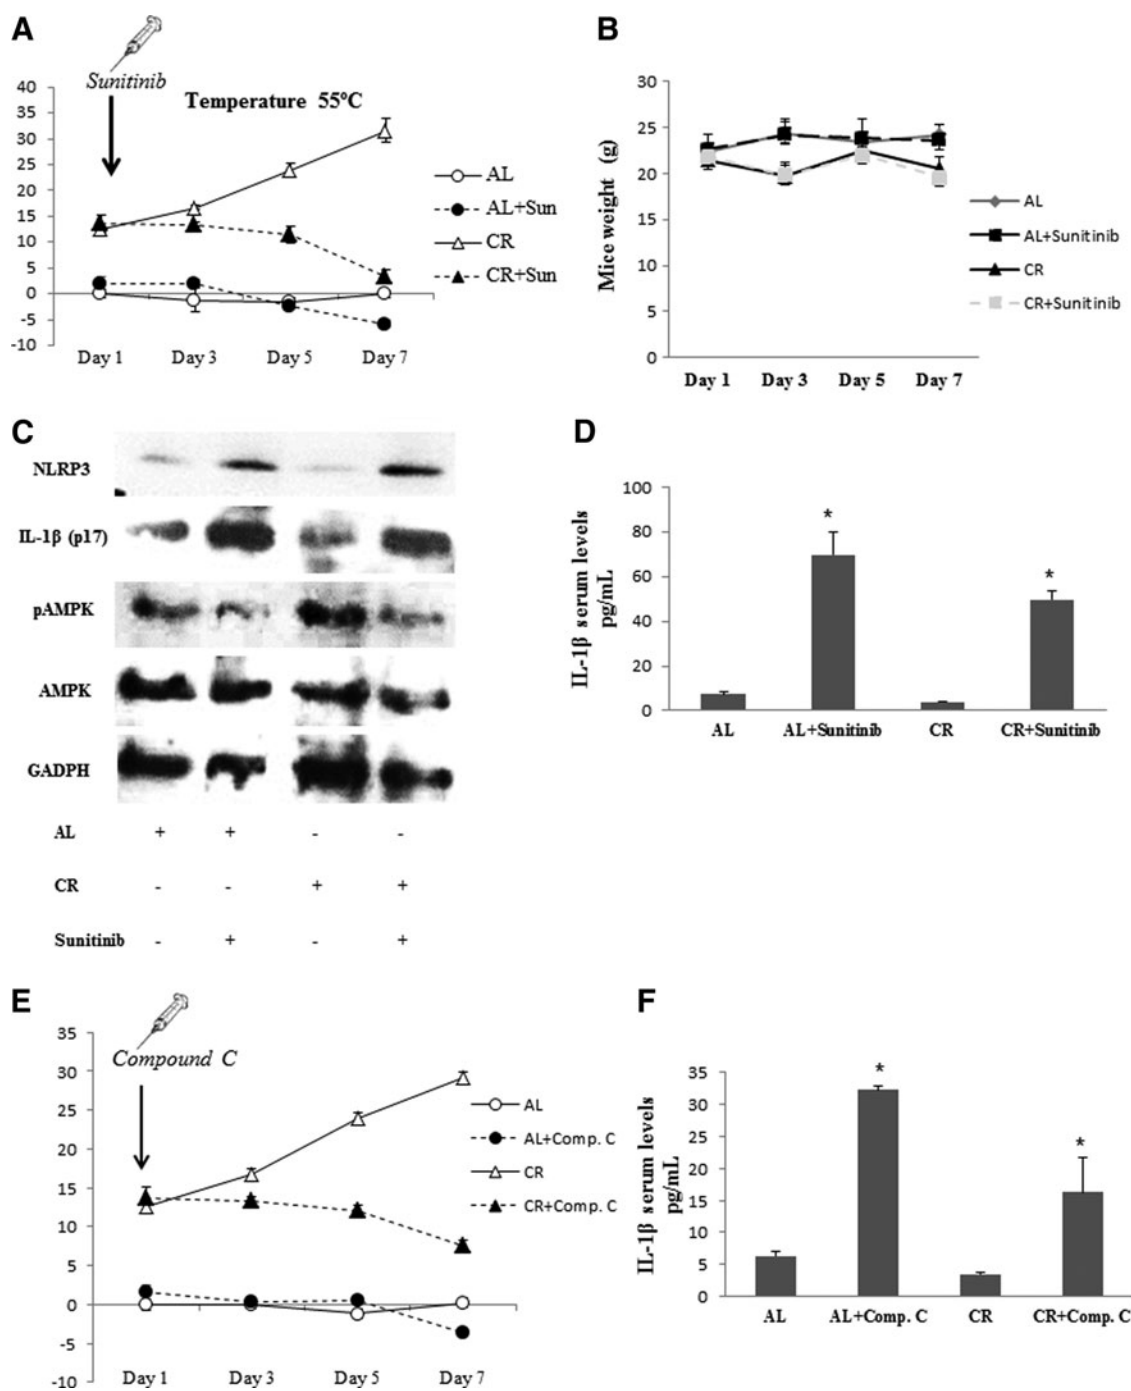 A
Sunitinib
Temperature 55ºC
40
35
30
25
20
15
10
5
0
-5
-10
Day 1 Day 3 Day 5 Day 7
AL
AL+Sun
CR
CR+Sun
B
Mice weight (g)
30
25
20
15
10
5
0
Day 1 Day 3 Day 5 Day 7
AL
AL+Sunitinib
CR
CR+Sunitinib
C
NLRP3
IL-1β (p17)
pAMPK
AMPK
GADPH
AL + + - -
CR - - + +
Sunitinib - + - +
D
IL-1β serum levels
pg/mL
100
80
60
40
20
0
* *
AL AL+Sunitinib CR CR+Sunitinib
E
Compound C
35
30
25
20
15
10
5
0
-5
-10
Day 1 Day 3 Day 5 Day 7
AL
AL+Comp. C
CR
CR+Comp. C
F
IL-1β serum levels
pg/mL
35
30
25
20
15
10
5
0
* *
AL AL+Comp. C CR CR+Comp. C